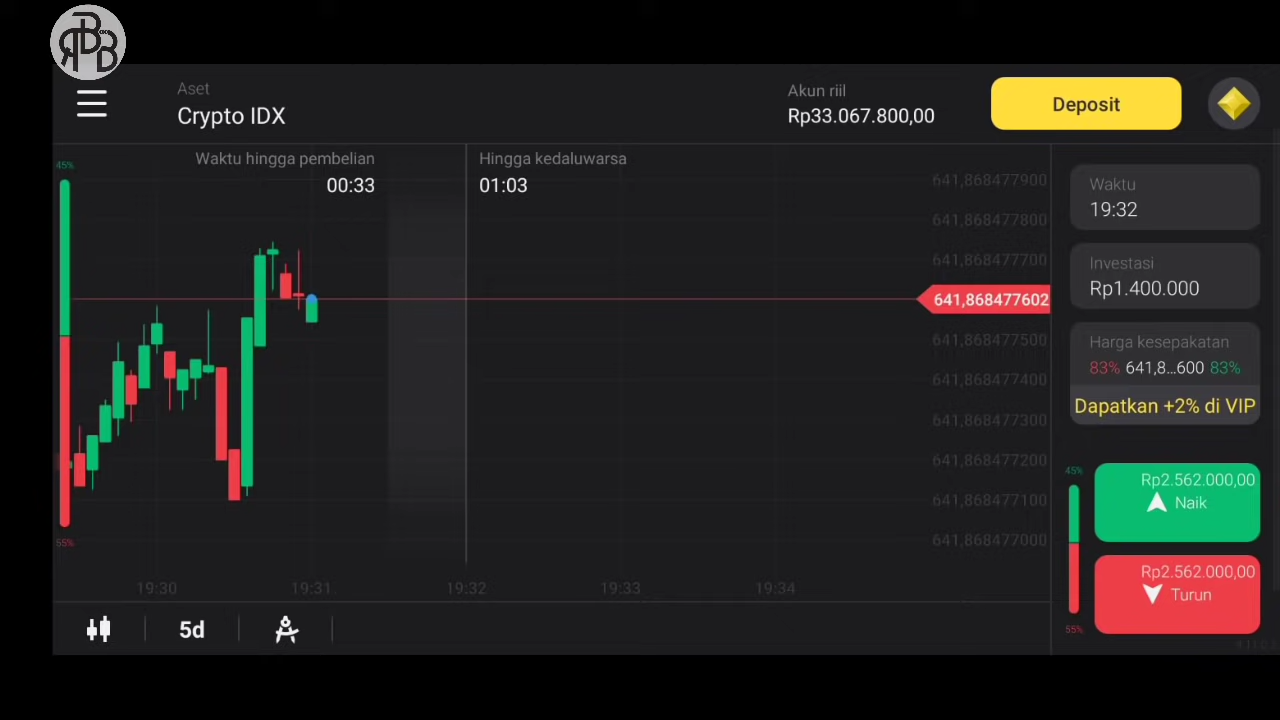 Aset
Crypto IDX
Akun riil
Rp33.067.800,00
Deposit
45%
Waktu hingga pembelian
00:33
Hingga kedaluwarsa
01:03
641,868477900
641,868477800
641,868477700
641,868477602
641,868477500
641,868477400
641,868477300
641,868477200
641,868477100
641,868477000
55%
19:30
19:31
19:32
19:33
19:34
5d
Waktu
19:32
Investasi
Rp1.400.000
Harga kesepakatan
83% 641,8...600 83%
Dapatkan +2% di VIP
45%
Rp2.562.000,00
Naik
Rp2.562.000,00
Turun
55%